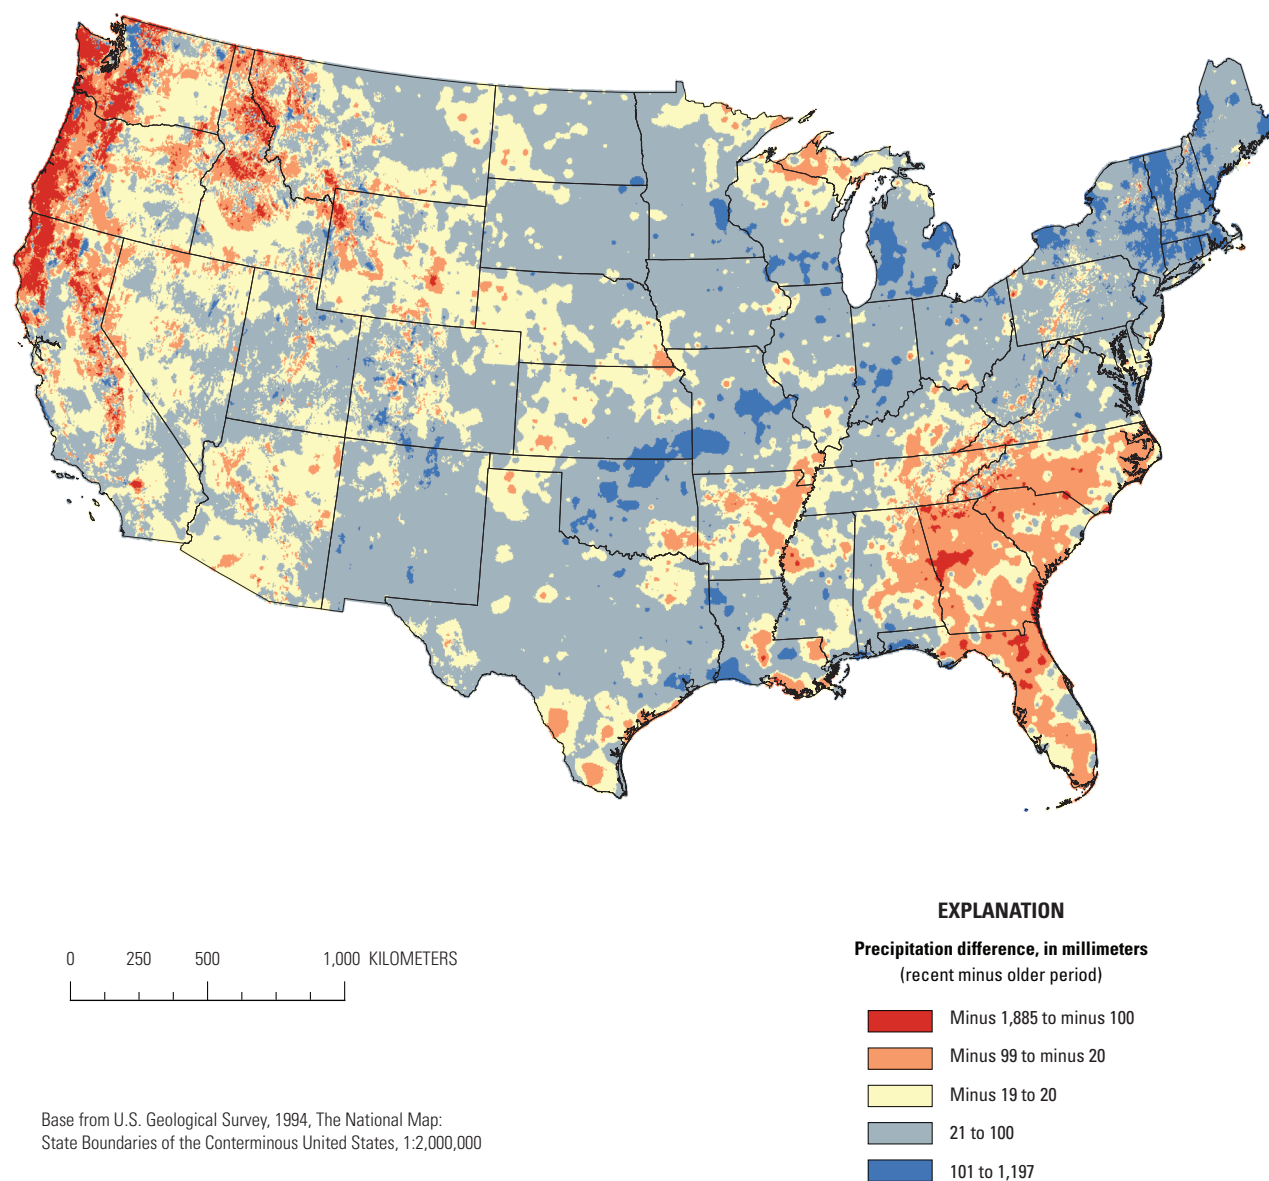 0 250 500 1,000 KILOMETERS
Base from U.S. Geological Survey, 1994, The National Map:
State Boundaries of the Conterminous United States, 1:2,000,000
EXPLANATION
Precipitation difference, in millimeters
(recent minus older period)
Minus 1,885 to minus 100
Minus 99 to minus 20
Minus 19 to 20
21 to 100
101 to 1,197